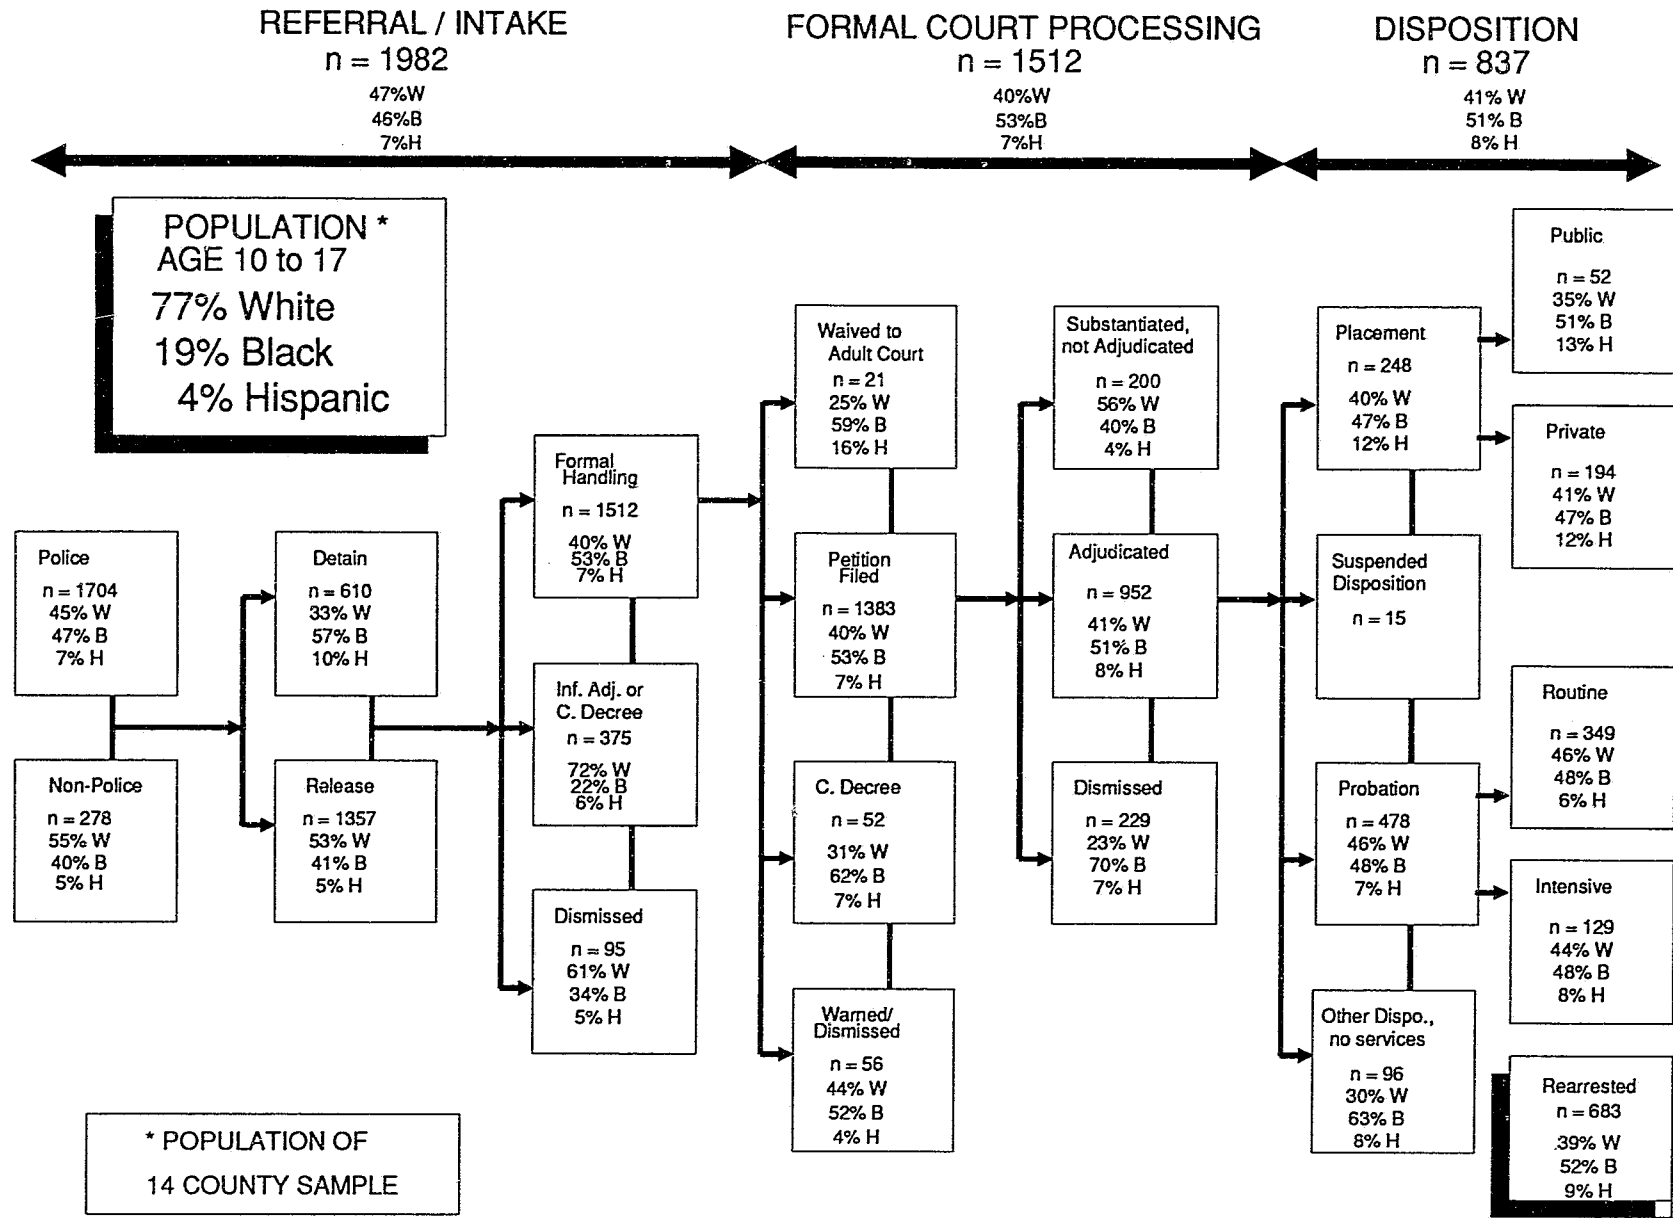 REFERRAL / INTAKE
n = 1982
47%W
46%B
7%H
FORMAL COURT PROCESSING
n = 1512
40%W
53%B
7%H
DISPOSITION
n = 837
41% W
51% B
8% H
POPULATION *
AGE 10 to 17
77% White
19% Black
4% Hispanic
Police
n = 1704
45% W
47% B
7% H
Non-Police
n = 278
55% W
40% B
5% H
Detain
n = 610
33% W
57% B
10% H
Release
n = 1357
53% W
41% B
5% H
Formal
Handling
n = 1512
40% W
53% B
7% H
Inf. Adj. or
C. Decree
n = 375
72% W
22% B
6% H
Dismissed
n = 95
61% W
34% B
5% H
Waived to
Adult Court
n = 21
25% W
59% B
16% H
Petition
Filed
n = 1383
40% W
53% B
7% H
C. Decree
n = 52
31% W
62% B
7% H
Warned/
Dismissed
n = 56
44% W
52% B
4% H
Substantiated,
not Adjudicated
n = 200
56% W
40% B
4% H
Adjudicated
n = 952
41% W
51% B
8% H
Dismissed
n = 229
23% W
70% B
7% H
Placement
n = 248
40% W
47% B
12% H
Suspended
Disposition
n = 15
Probation
n = 478
46% W
48% B
7% H
Other Dispo.,
no services
n = 96
30% W
63% B
8% H
Public
n = 52
35% W
51% B
13% H
Private
n = 194
41% W
47% B
12% H
Routine
n = 349
46% W
48% B
6% H
Intensive
n = 129
44% W
48% B
8% H
Rearrested
n = 683
39% W
52% B
9% H
* POPULATION OF
14 COUNTY SAMPLE